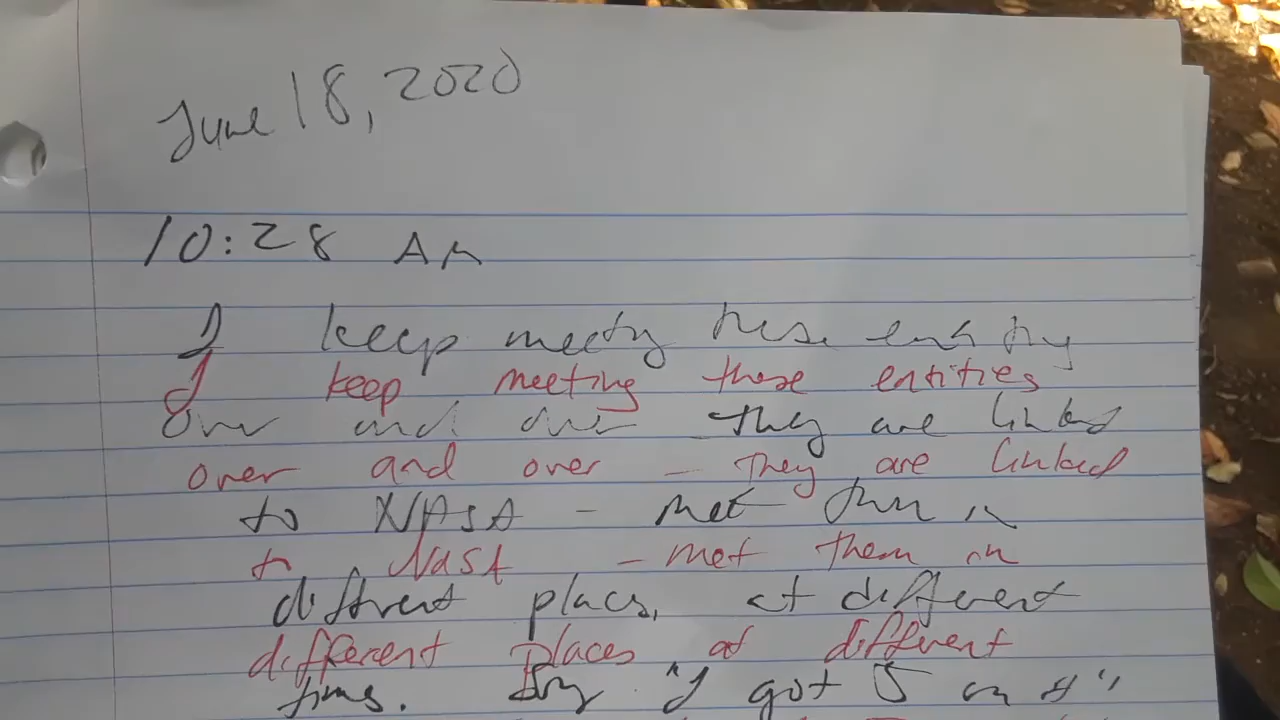 June 18, 2020
10:28 AM
I keep meeting these entities
I keep meeting these entities
over and over they are linked
over and over - They are linked
to NASA - met them in
to NASA - met them in
different places, at different
different places at different
times. "I got 5 on it"